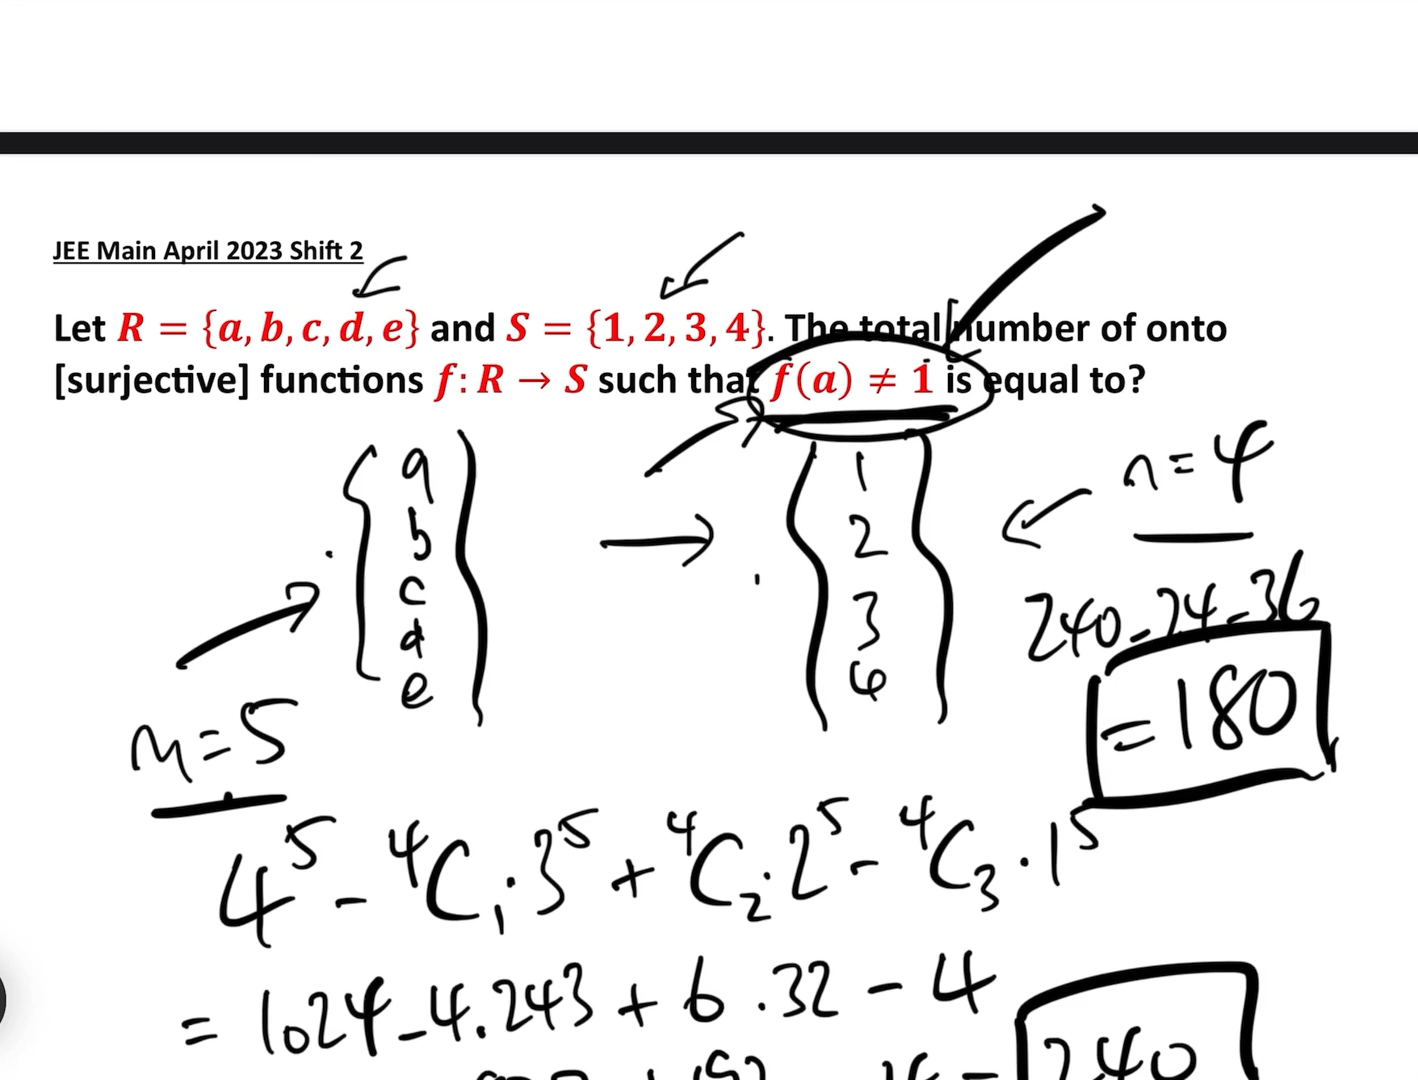 JEE Main April 2023 Shift 2
Let R = {a, b, c, d, e} and S = {1, 2, 3, 4}. The total number of onto
[surjective] functions f: R → S such that f(a) ≠ 1 is equal to?
a 1 n = 4
b → 2
c 3 240-24-36
d 4
e
m = 5 = 180
4⁵ - ⁴C₁·3⁵ + ⁴C₂·2⁵ - ⁴C₃·1⁵
= 1024-4.243 + 6.32 - 4
240